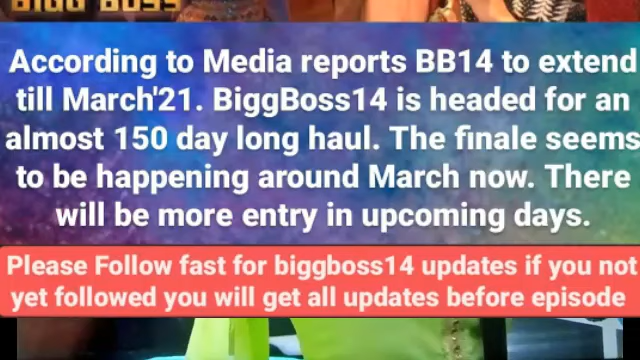 BIGG BOSS
According to Media reports BB14 to extend
till March'21. BiggBoss14 is headed for an
almost 150 day long haul. The finale seems
to be happening around March now. There
will be more entry in upcoming days.
Please Follow fast for biggboss14 updates if you not
yet followed you will get all updates before episode